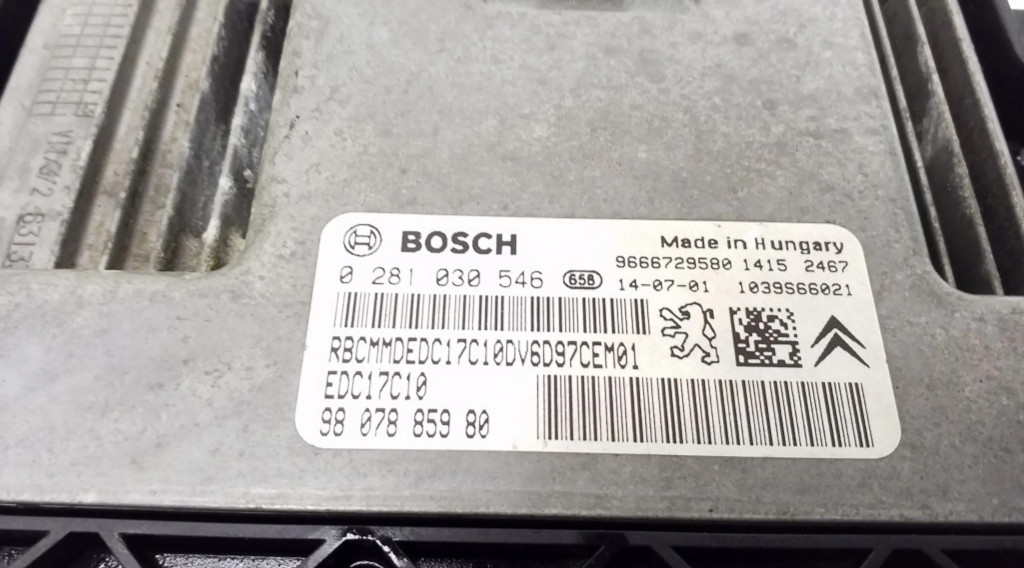 BOSCH
Made in Hungary
9666729580 1415 2467
0 281 030 546 658 14-07-01 1039S66021
RBCMMDEDC17C10DV6D97CEM01
EDC17C10
98 078 859 80